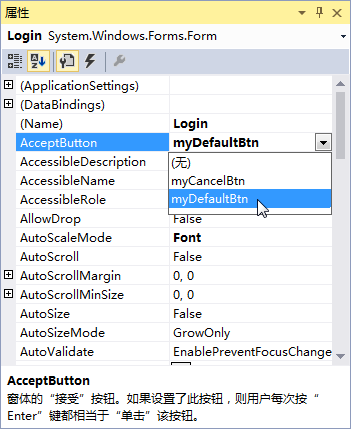 属性
Login System.Windows.Forms.Form
(ApplicationSettings)
(DataBindings)
(Name) Login
AcceptButton myDefaultBtn
AccessibleDescription (无)
AccessibleName myCancelBtn
AccessibleRole myDefaultBtn
AllowDrop False
AutoScaleMode Font
AutoScroll False
AutoScrollMargin 0, 0
AutoScrollMinSize 0, 0
AutoSize False
AutoSizeMode GrowOnly
AutoValidate EnablePreventFocusChange
AcceptButton
窗体的“接受”按钮。如果设置了此按钮，则用户每次按“
Enter”键都相当于“单击”该按钮。